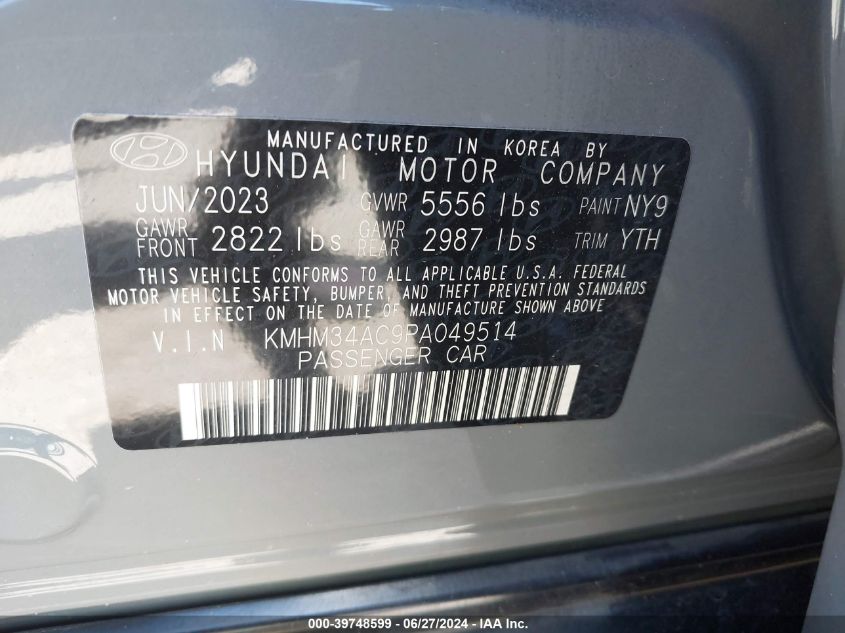 MANUFACTURED IN KOREA BY
HYUNDAI MOTOR COMPANY
JUN/2023 GVWR 5556 lbs PAINT NY9
GAWR FRONT 2822 lbs GAWR REAR 2987 lbs TRIM YTH
THIS VEHICLE CONFORMS TO ALL APPLICABLE U.S.A. FEDERAL
MOTOR VEHICLE SAFETY, BUMPER, AND THEFT PREVENTION STANDARDS
IN EFFECT ON THE DATE OF MANUFACTURE SHOWN ABOVE
V.I.N KMHM34AC9PA049514
PASSENGER CAR
000-39748599 - 06/27/2024 - IAA Inc.